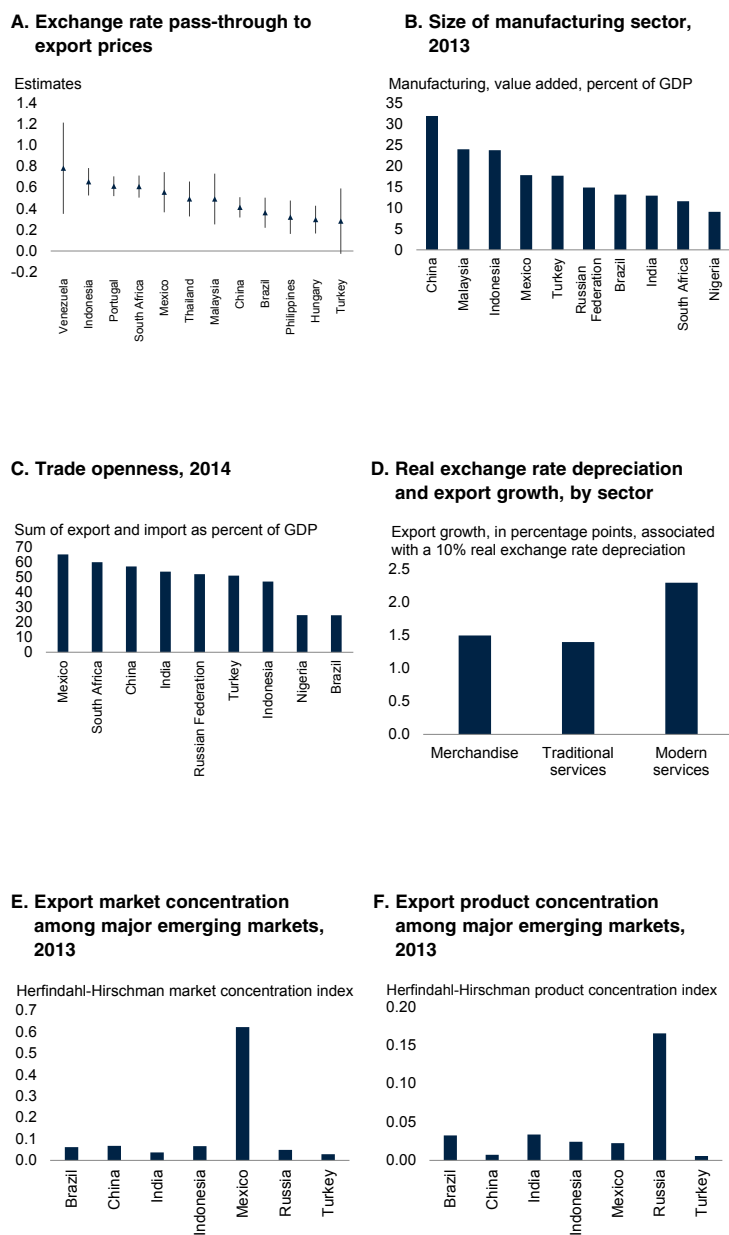 A. Exchange rate pass-through to
export prices
Estimates
1.4
1.2
1.0
0.8
0.6
0.4
0.2
0.0
-0.2
Venezuela
Indonesia
Portugal
South Africa
Mexico
Thailand
Malaysia
China
Brazil
Philippines
Hungary
Turkey
B. Size of manufacturing sector,
2013
Manufacturing, value added, percent of GDP
35
30
25
20
15
10
5
0
China
Malaysia
Indonesia
Mexico
Turkey
Russian
Federation
Brazil
India
South Africa
Nigeria
C. Trade openness, 2014
Sum of export and import as percent of GDP
70
60
50
40
30
20
10
0
Mexico
South Africa
China
India
Russian Federation
Turkey
Indonesia
Nigeria
Brazil
D. Real exchange rate depreciation
and export growth, by sector
Export growth, in percentage points, associated
with a 10% real exchange rate depreciation
2.5
2.0
1.5
1.0
0.5
0.0
Merchandise
Traditional
services
Modern
services
E. Export market concentration
among major emerging markets,
2013
Herfindahl-Hirschman market concentration index
0.7
0.6
0.5
0.4
0.3
0.2
0.1
0.0
Brazil
China
India
Indonesia
Mexico
Russia
Turkey
F. Export product concentration
among major emerging markets,
2013
Herfindahl-Hirschman product concentration index
0.20
0.15
0.10
0.05
0.00
Brazil
China
India
Indonesia
Mexico
Russia
Turkey